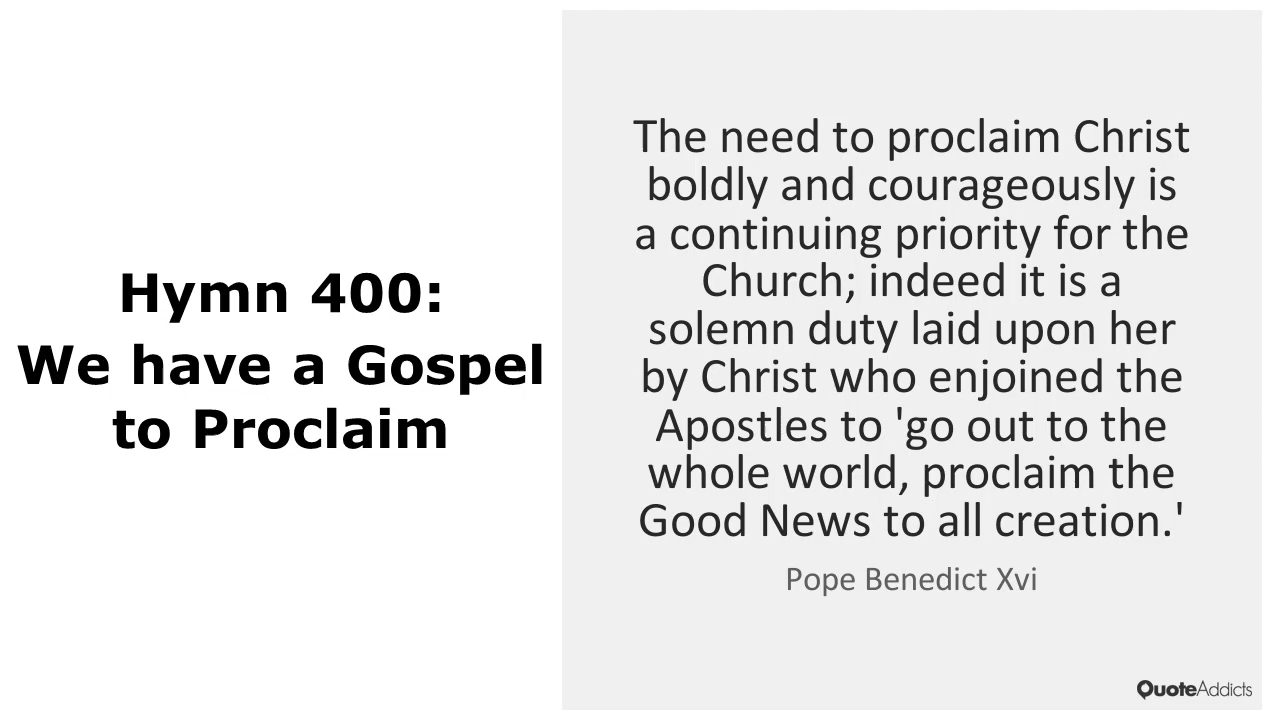 Hymn 400:
We have a Gospel
to Proclaim
The need to proclaim Christ
boldly and courageously is
a continuing priority for the
Church; indeed it is a
solemn duty laid upon her
by Christ who enjoined the
Apostles to 'go out to the
whole world, proclaim the
Good News to all creation.'
Pope Benedict Xvi
QuoteAddicts